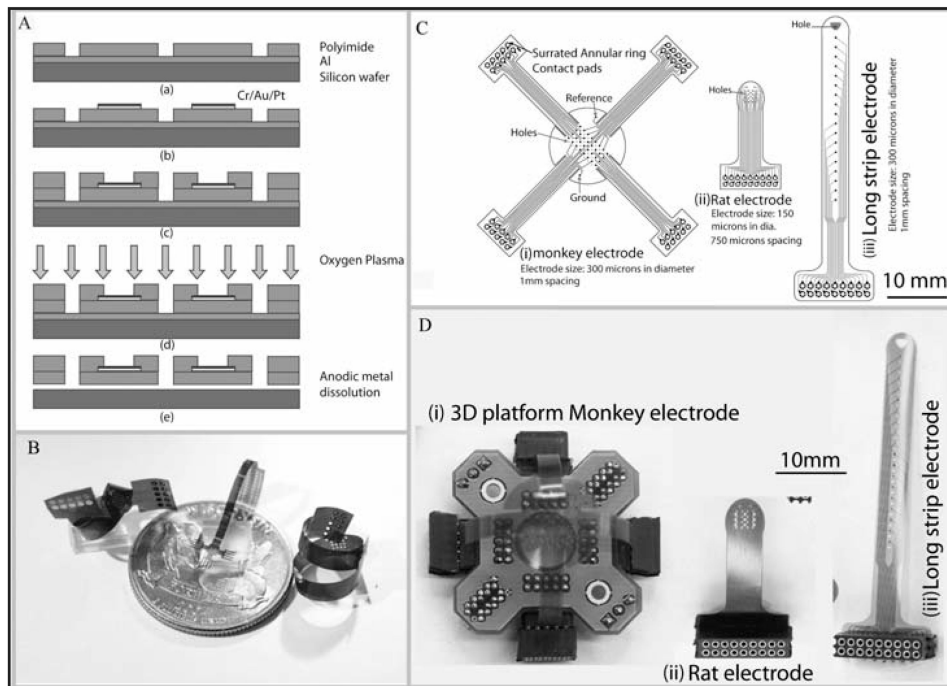 A
Polyimide
Al
Silicon wafer
(a)
Cr/Au/Pt
(b)
(c)
Oxygen Plasma
(d)
Anodic metal
dissolution
(e)
B
C
Surrated Annular ring
Contact pads
Reference
Holes
Ground
(i) monkey electrode
Electrode size: 300 microns in diameter
1mm spacing
Holes
(ii) Rat electrode
Electrode size: 150
microns in dia.
750 microns spacing
Hole
(iii) Long strip electrode
Electrode size: 300 microns in diameter
1mm spacing
10 mm
D
(i) 3D platform Monkey electrode
10mm
(ii) Rat electrode
(iii) Long strip electrode